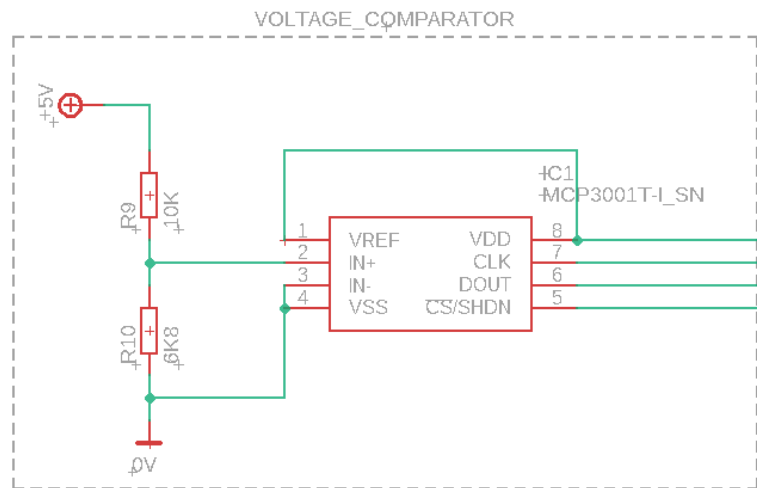 VOLTAGE_COMPARATOR
+5V
R9
10K
IC1
MCP3001T-I_SN
1 VREF VDD 8
2 IN+ CLK 7
3 IN- DOUT 6
4 VSS CS/SHDN 5
R10
6K8
0V